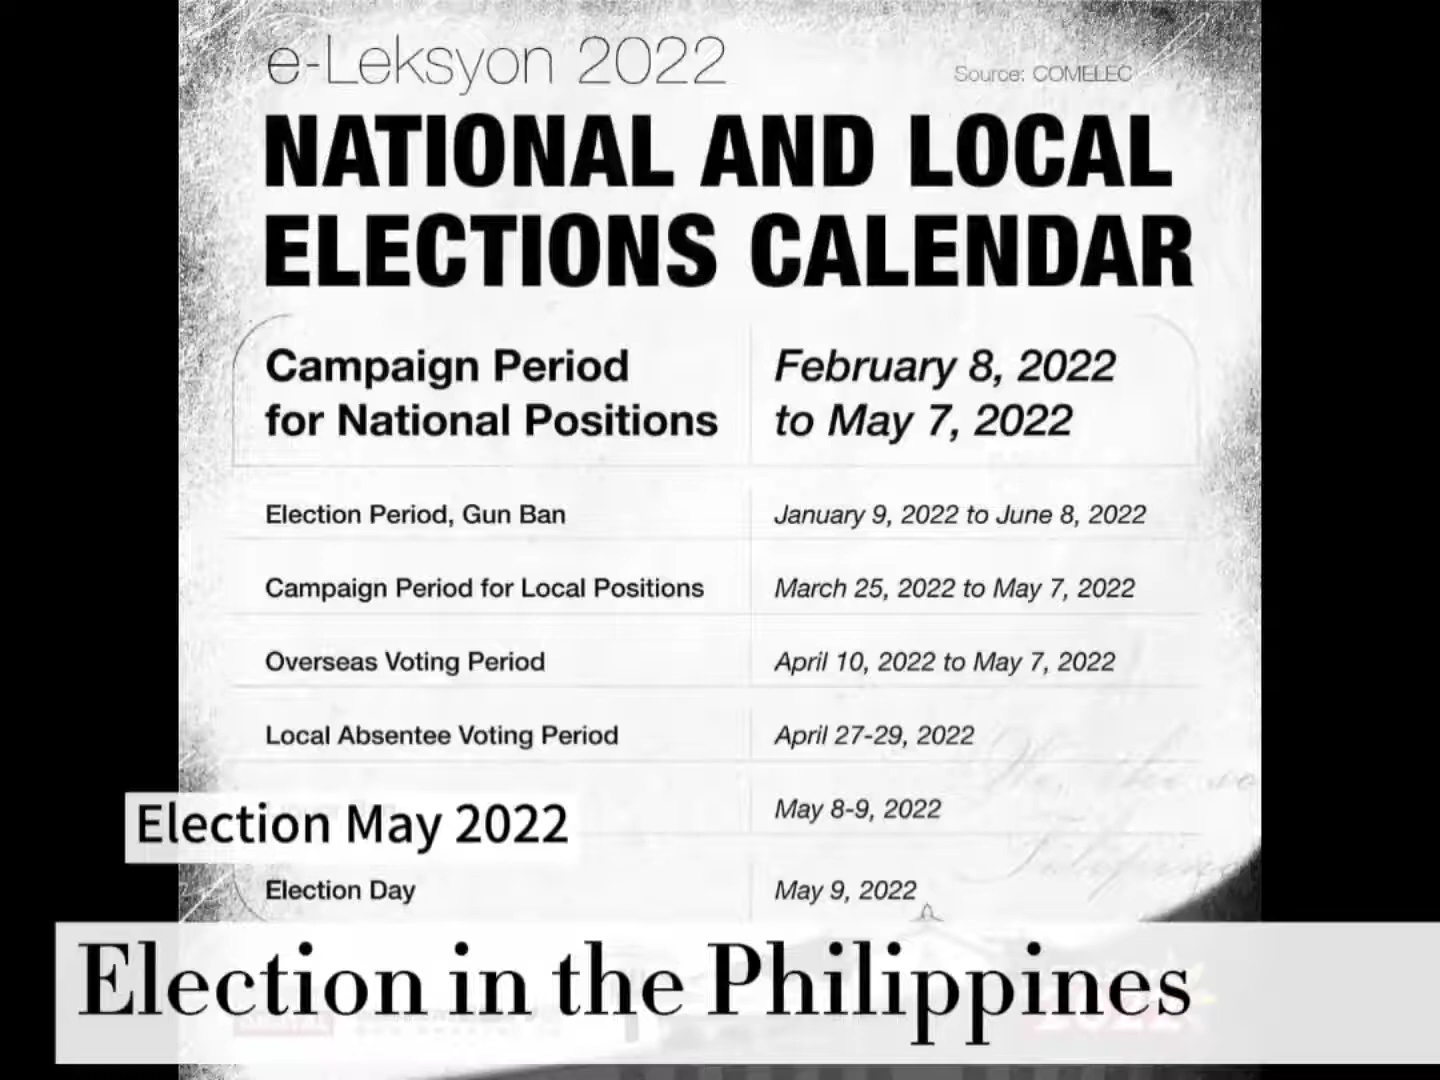 e-Leksyon 2022
Source: COMELEC
NATIONAL AND LOCAL
ELECTIONS CALENDAR
Campaign Period
for National Positions
February 8, 2022
to May 7, 2022
Election Period, Gun Ban
January 9, 2022 to June 8, 2022
Campaign Period for Local Positions
March 25, 2022 to May 7, 2022
Overseas Voting Period
April 10, 2022 to May 7, 2022
Local Absentee Voting Period
April 27-29, 2022
Election May 2022
May 8-9, 2022
Election Day
May 9, 2022
Election in the Philippines